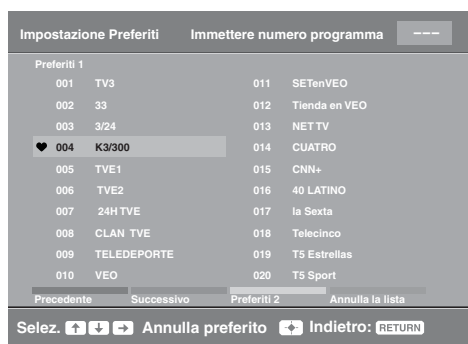 Impostazione Preferiti Immettere numero programma ---
Preferiti 1
001 TV3 011 SETenVEO
002 33 012 Tienda en VEO
003 3/24 013 NET TV
004 K3/300 014 CUATRO
005 TVE1 015 CNN+
006 TVE2 016 40 LATINO
007 24H TVE 017 la Sexta
008 CLAN TVE 018 Telecinco
009 TELEDEPORTE 019 T5 Estrellas
010 VEO 020 T5 Sport
Precedente Successivo Preferiti 2 Annulla la lista
Selez. ↑ ↓ → Annulla preferito Indietro: RETURN